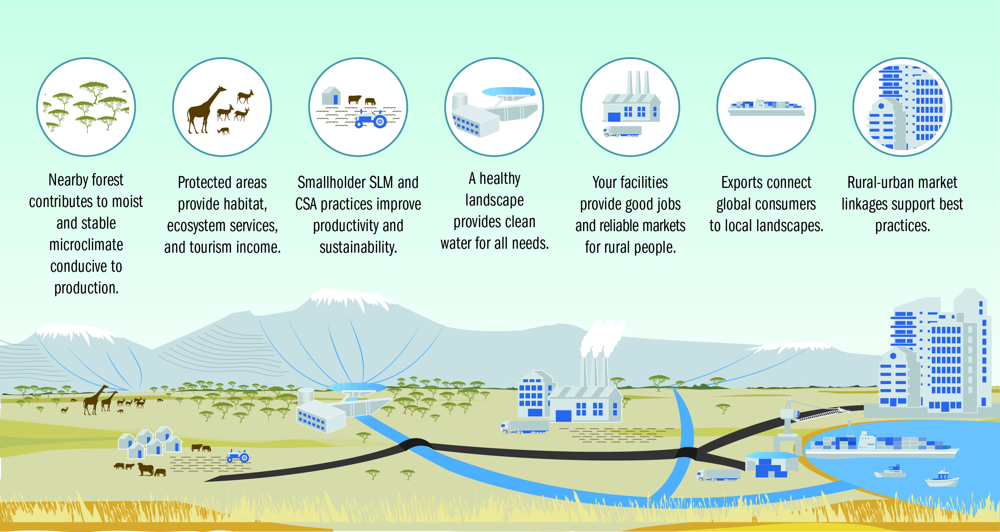 Nearby forest
contributes to moist
and stable
microclimate
conducive to
production.
Protected areas
provide habitat,
ecosystem services,
and tourism income.
Smallholder SLM and
CSA practices improve
productivity and
sustainability.
A healthy
landscape
provides clean
water for all needs.
Your facilities
provide good jobs
and reliable markets
for rural people.
Exports connect
global consumers
to local landscapes.
Rural-urban market
linkages support best
practices.